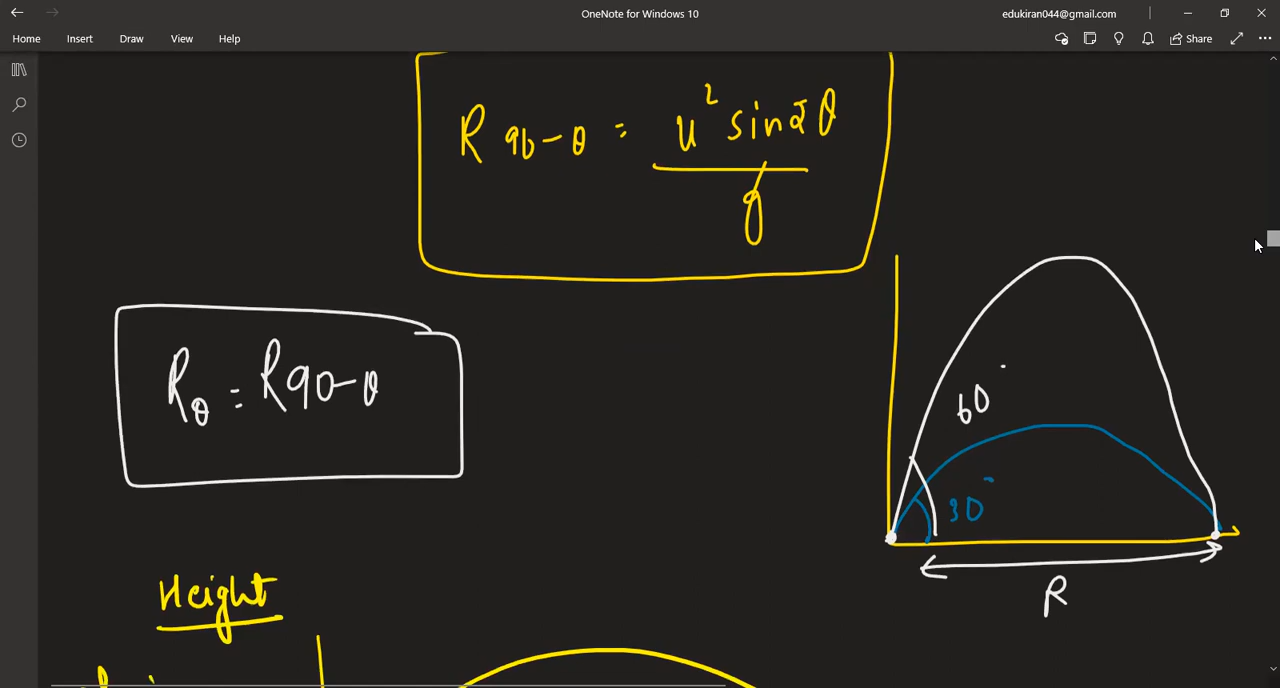 OneNote for Windows 10
edukiran044@gmail.com
Home Insert Draw View Help
Share
R 90-θ = u² sin2θ
g
Rθ = R90-θ
60°
30°
R
Height